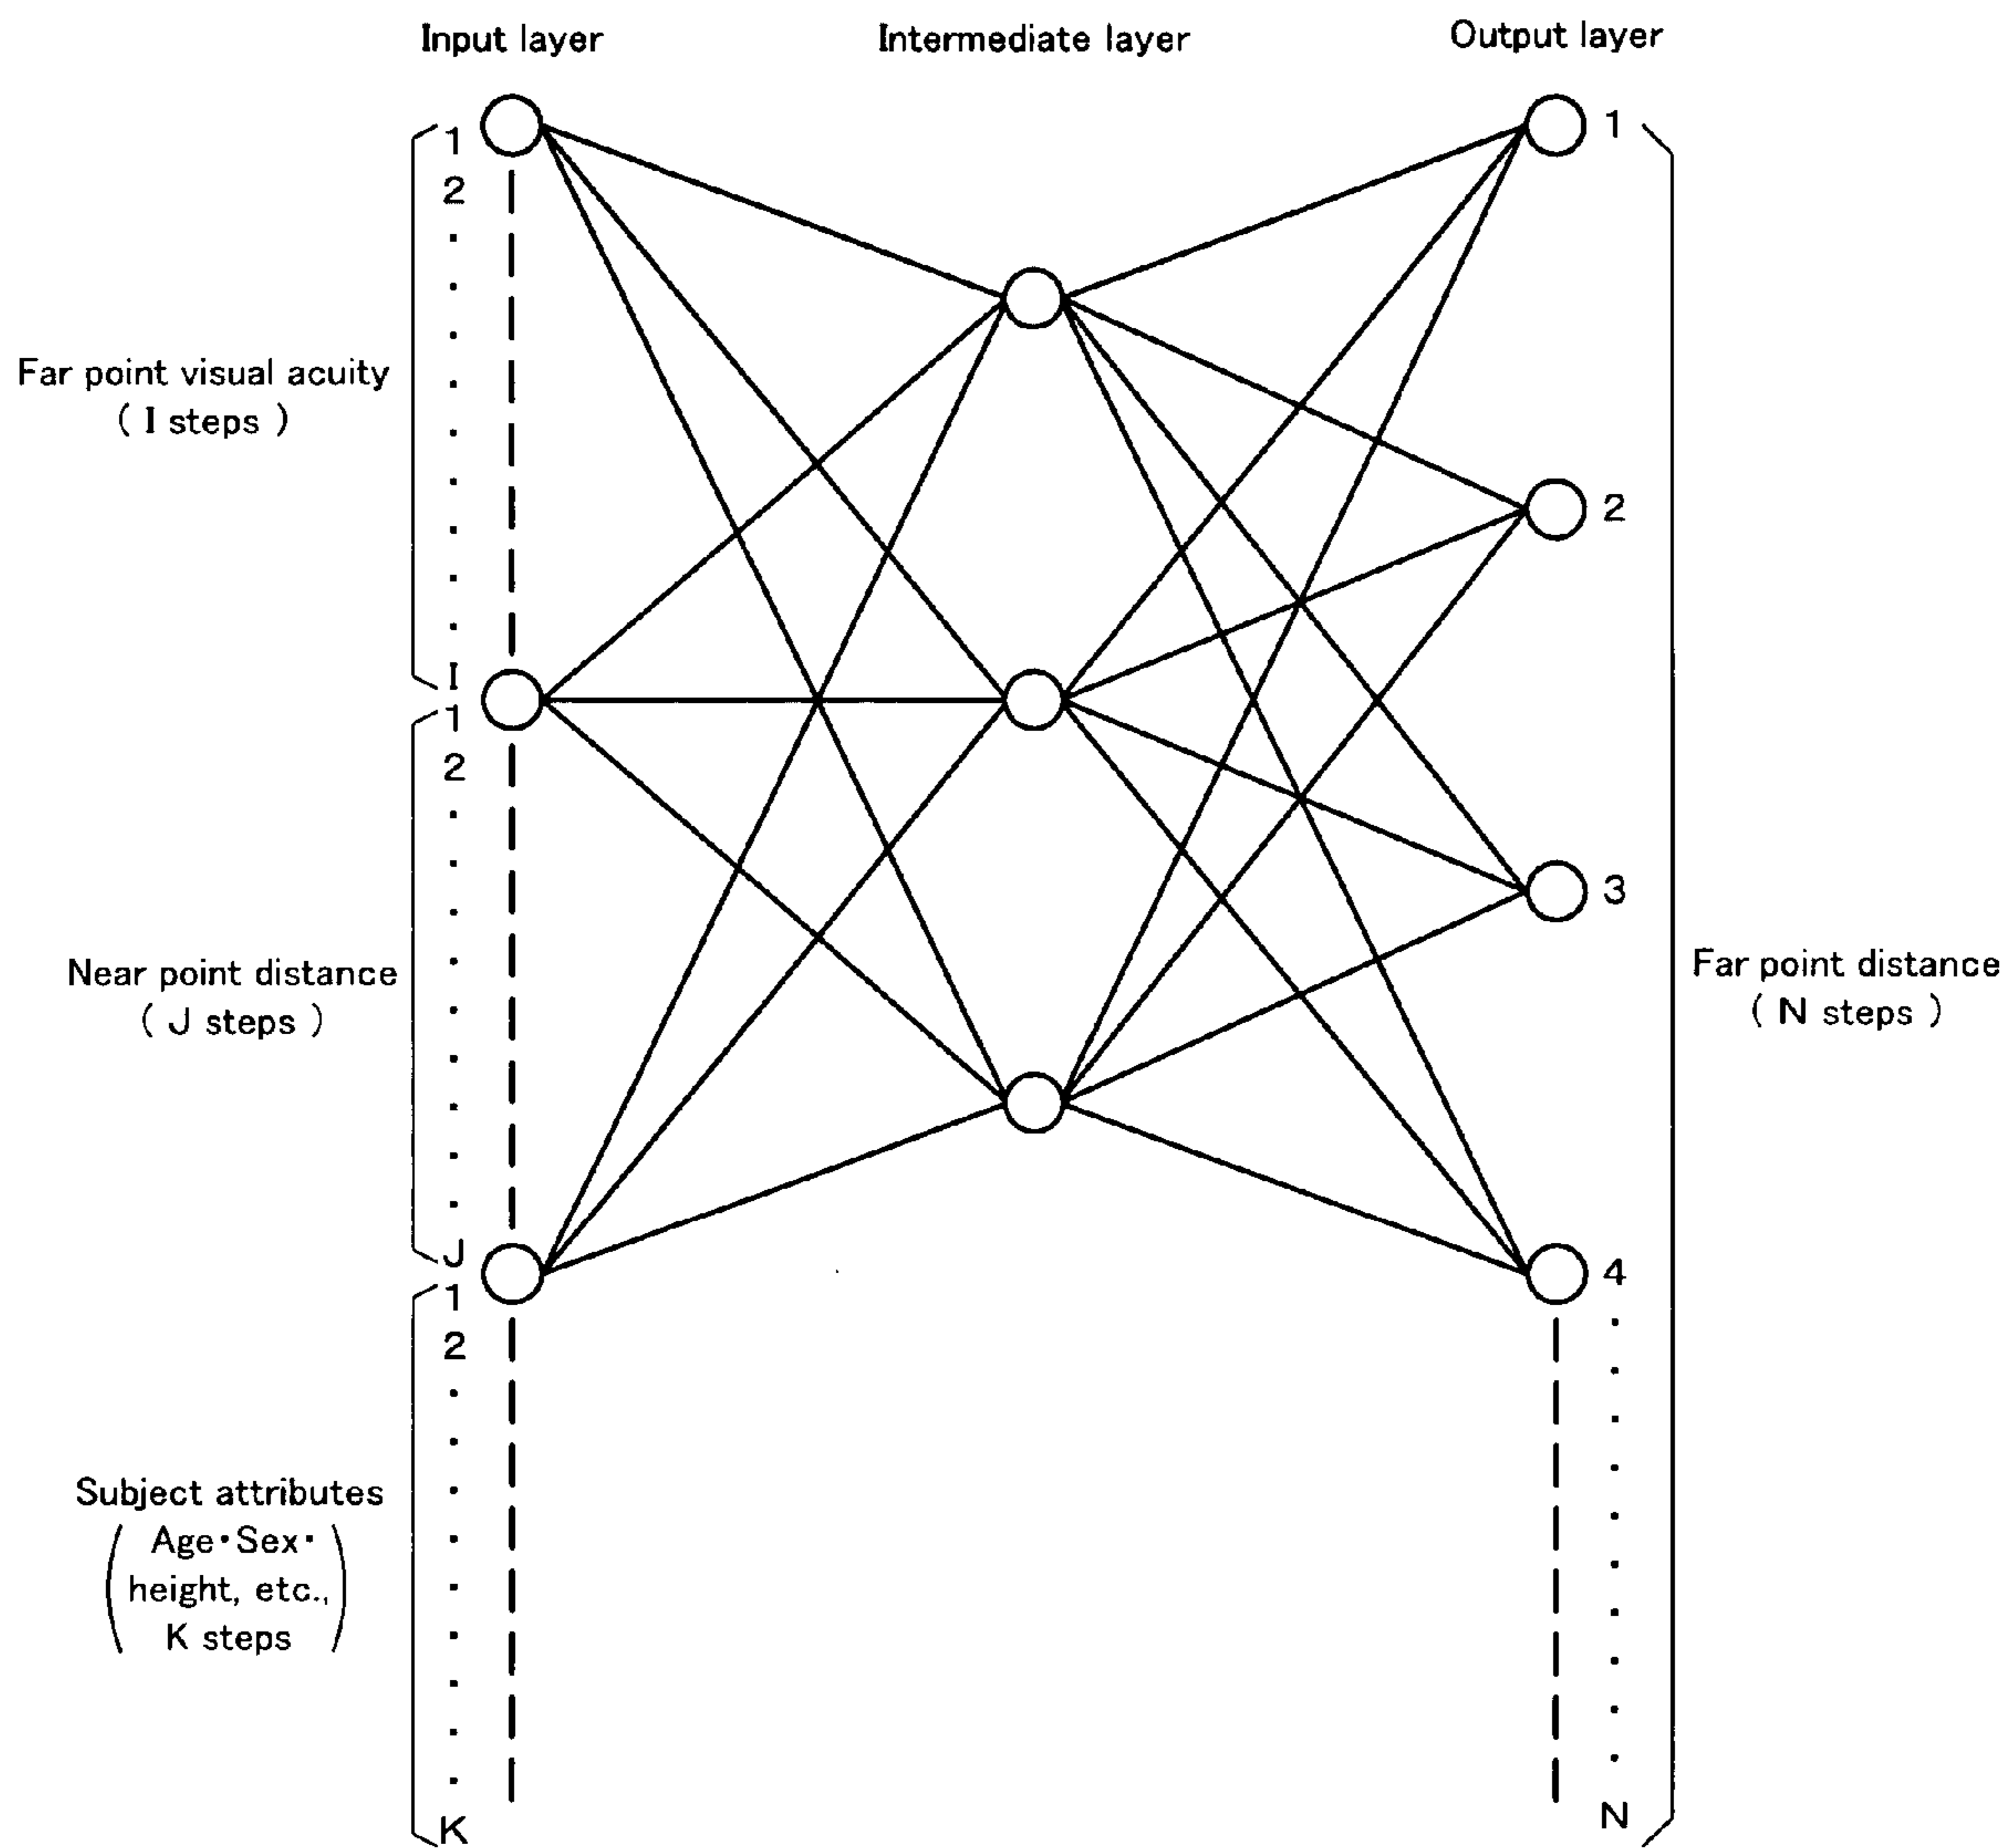 Input layer
Intermediate layer
Output layer
Far point visual acuity
( I steps )
1
2
I
Near point distance
( J steps )
1
2
J
Subject attributes
( Age・Sex・
height, etc.,
K steps )
1
2
K
1
2
3
4
N
Far point distance
( N steps )